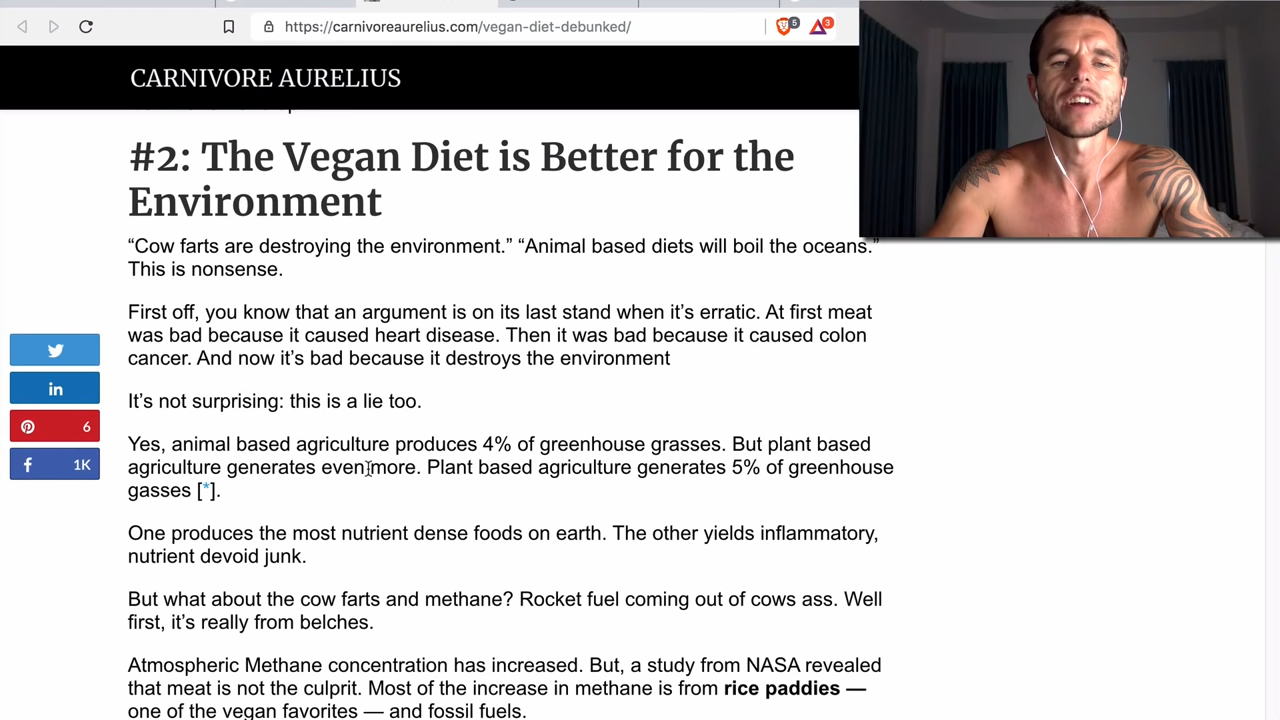 https://carnivoreaurelius.com/vegan-diet-debunked/
5
3
CARNIVORE AURELIUS
#2: The Vegan Diet is Better for the
Environment
“Cow farts are destroying the environment.” “Animal based diets will boil the oceans.”
This is nonsense.
First off, you know that an argument is on its last stand when it’s erratic. At first meat
was bad because it caused heart disease. Then it was bad because it caused colon
cancer. And now it’s bad because it destroys the environment
It’s not surprising: this is a lie too.
Yes, animal based agriculture produces 4% of greenhouse grasses. But plant based
agriculture generates even more. Plant based agriculture generates 5% of greenhouse
gasses [*].
One produces the most nutrient dense foods on earth. The other yields inflammatory,
nutrient devoid junk.
But what about the cow farts and methane? Rocket fuel coming out of cows ass. Well
first, it’s really from belches.
Atmospheric Methane concentration has increased. But, a study from NASA revealed
that meat is not the culprit. Most of the increase in methane is from rice paddies —
one of the vegan favorites — and fossil fuels.
in
6
f 1K